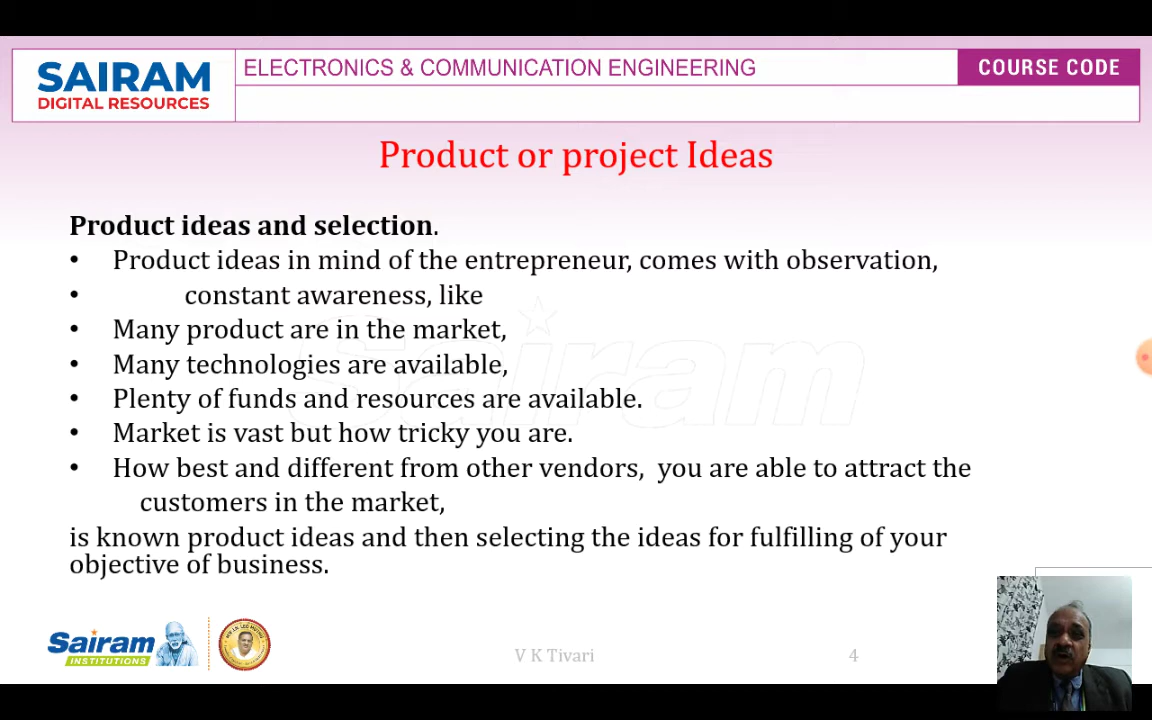 SAIRAM
DIGITAL RESOURCES
ELECTRONICS & COMMUNICATION ENGINEERING
COURSE CODE
Product or project Ideas
Product ideas and selection.
• Product ideas in mind of the entrepreneur, comes with observation,
• constant awareness, like
• Many product are in the market,
• Many technologies are available,
• Plenty of funds and resources are available.
• Market is vast but how tricky you are.
• How best and different from other vendors, you are able to attract the
customers in the market,
is known product ideas and then selecting the ideas for fulfilling of your
objective of business.
Sairam
Sairam
INSTITUTIONS
V K Tivari
4